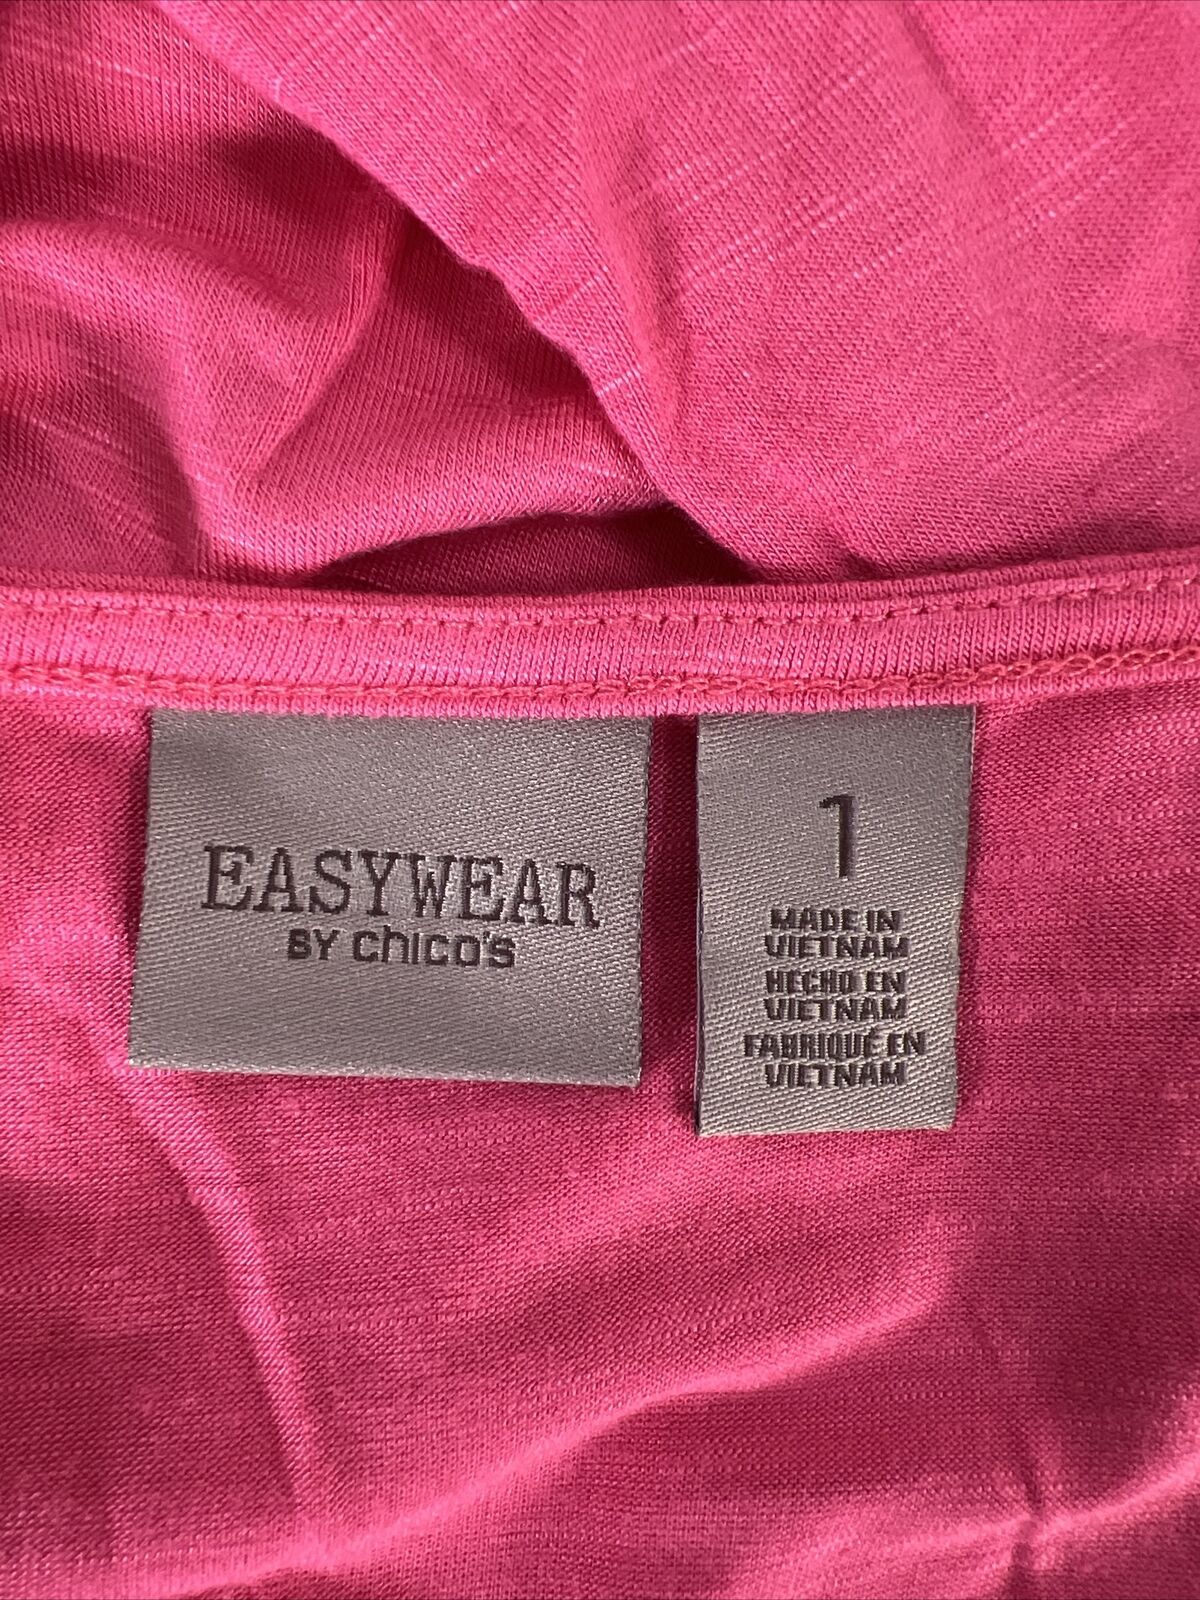 EASYWEAR
BY chico's
1
MADE IN
VIETNAM
HECHO EN
VIETNAM
FABRIQUÉ EN
VIETNAM